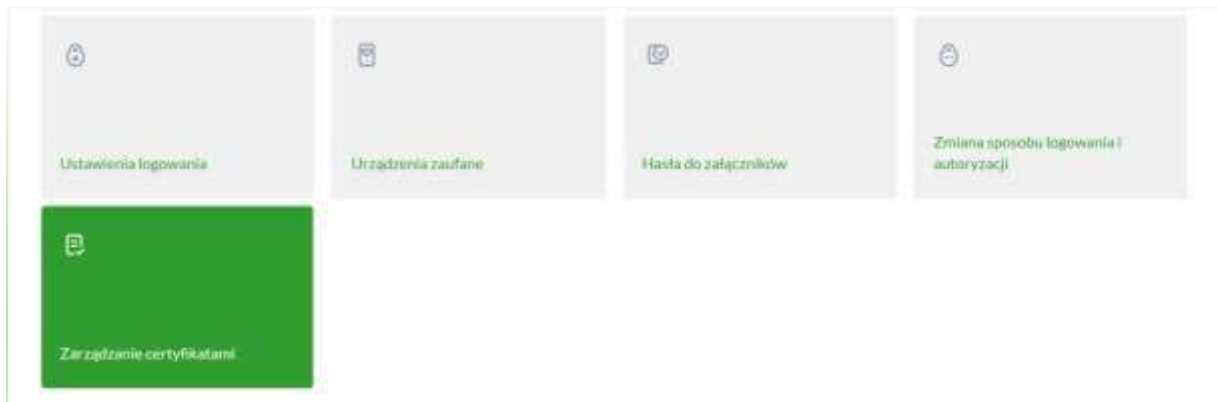 Ustawienia logowania
Urządzenia zaufane
Hasła do załączników
Zmiana sposobu logowania i
autoryzacji
Zarządzanie certyfikatami